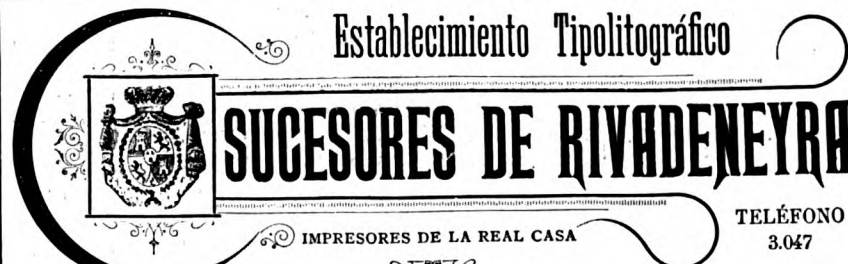 Establecimiento Tipolitográfico
SUCESORES DE RIVADENEYRA
IMPRESORES DE LA REAL CASA
TELÉFONO
3.047